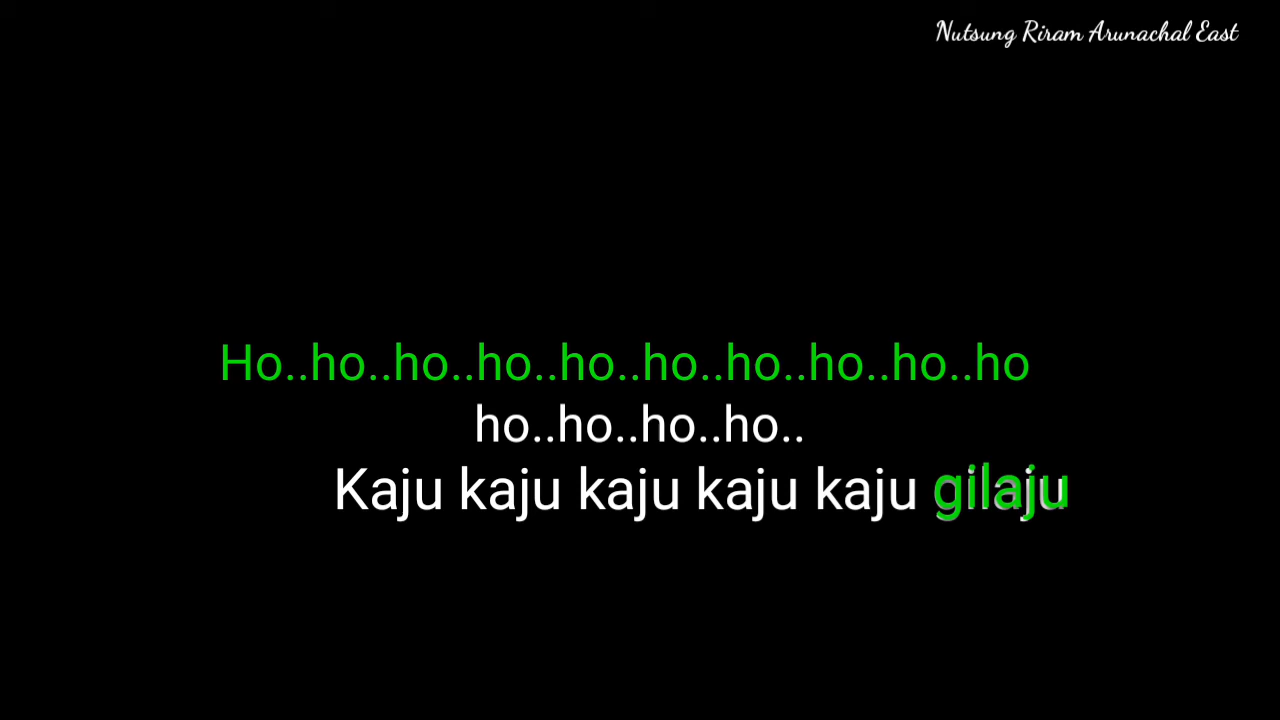 Nutsung Riram Arunachal East
Ho..ho..ho..ho..ho..ho..ho..ho..ho..ho
ho..ho..ho..ho..
Kaju kaju kaju kaju kaju gilaju